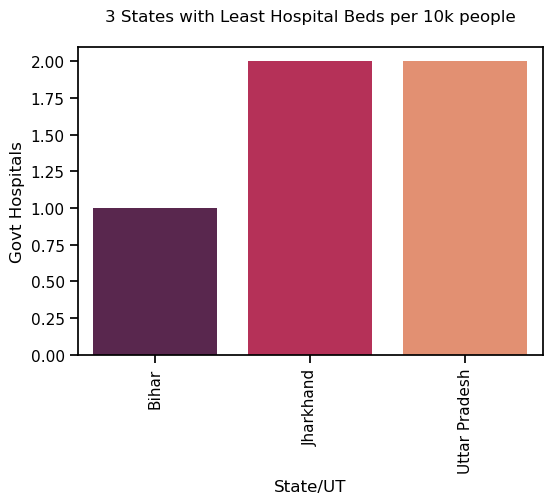 3 States with Least Hospital Beds per 10k people
Govt Hospitals
2.00
1.75
1.50
1.25
1.00
0.75
0.50
0.25
0.00
Bihar
Jharkhand
Uttar Pradesh
State/UT